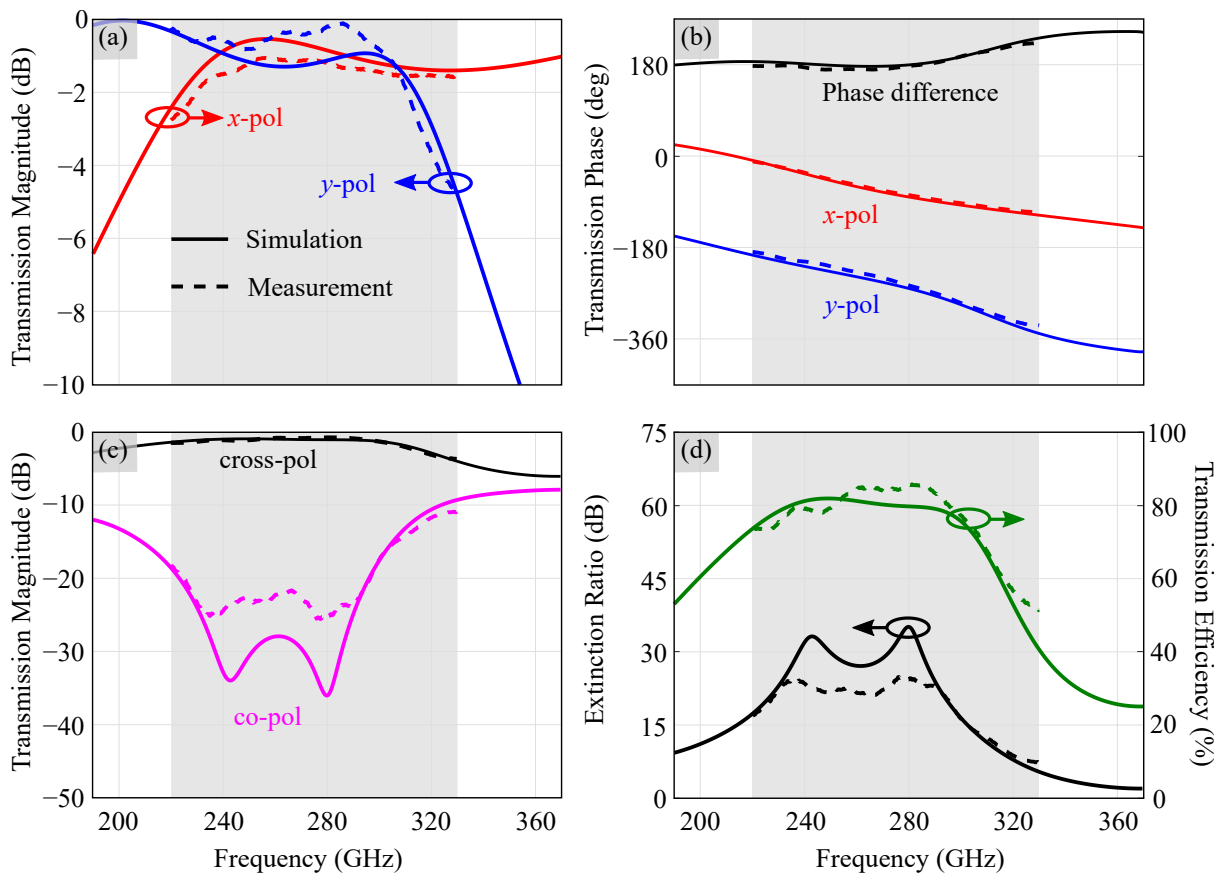 (a)
Transmission Magnitude (dB)
0
−2
−4
−6
−8
−10
x-pol
y-pol
Simulation
Measurement
(b)
Transmission Phase (deg)
180
0
−180
−360
Phase difference
x-pol
y-pol
(c)
Transmission Magnitude (dB)
0
−10
−20
−30
−40
−50
cross-pol
co-pol
200 240 280 320 360
Frequency (GHz)
(d)
Extinction Ratio (dB)
75
60
45
30
15
0
100
80
60
40
20
0
Transmission Efficiency (%)
200 240 280 320 360
Frequency (GHz)